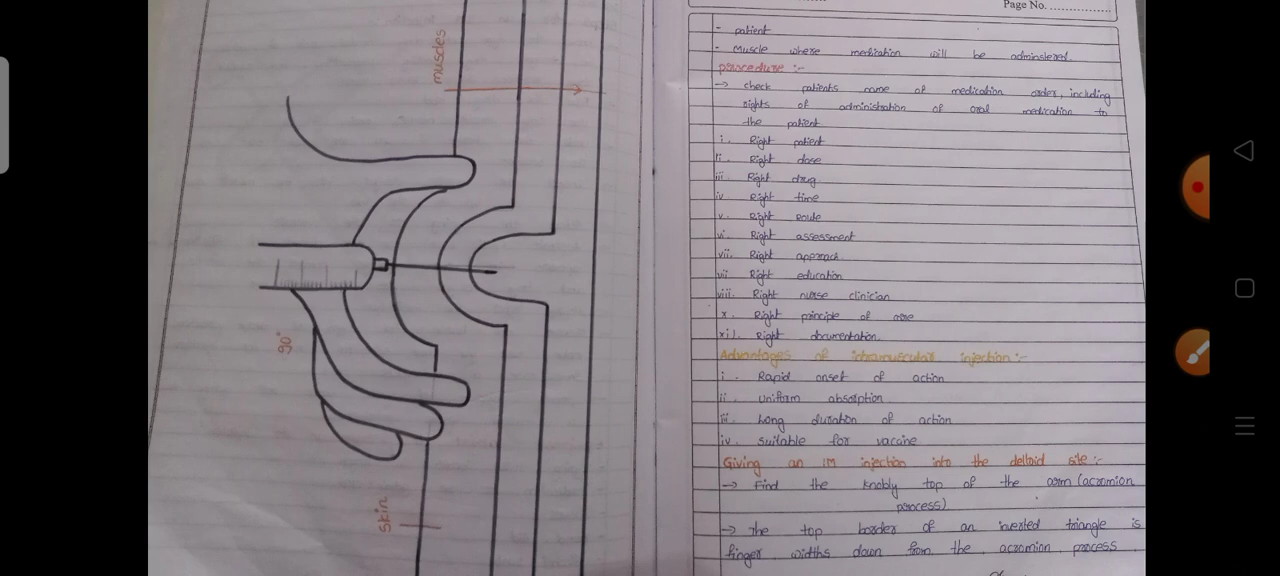 muscles
90°
skin
Page No. ................
- patient
- Muscle where medication will be adminstered.
procedure :-
→ check patients name of medication order, including
rights of administration of oral medication to
the patient
i. Right patient
ii. Right dose
iii. Right drug
iv. Right time
v. Right Route
vi. Right assessment
vii. Right approach
vii Right education
viii. Right nurse clinician
x. Right principle of care
xii. Right documentation.
Advantages of intramuscular injection :-
i. Rapid onset of action
ii. Uniform absorption
iii. Long duration of action
iv. suitable for vaccine
Giving an IM injection into the deltoid site :-
→ Find the knobly top of the arm (acromion
process)
→ The top border of an inverted triangle is
finger widths down from the acromion process.